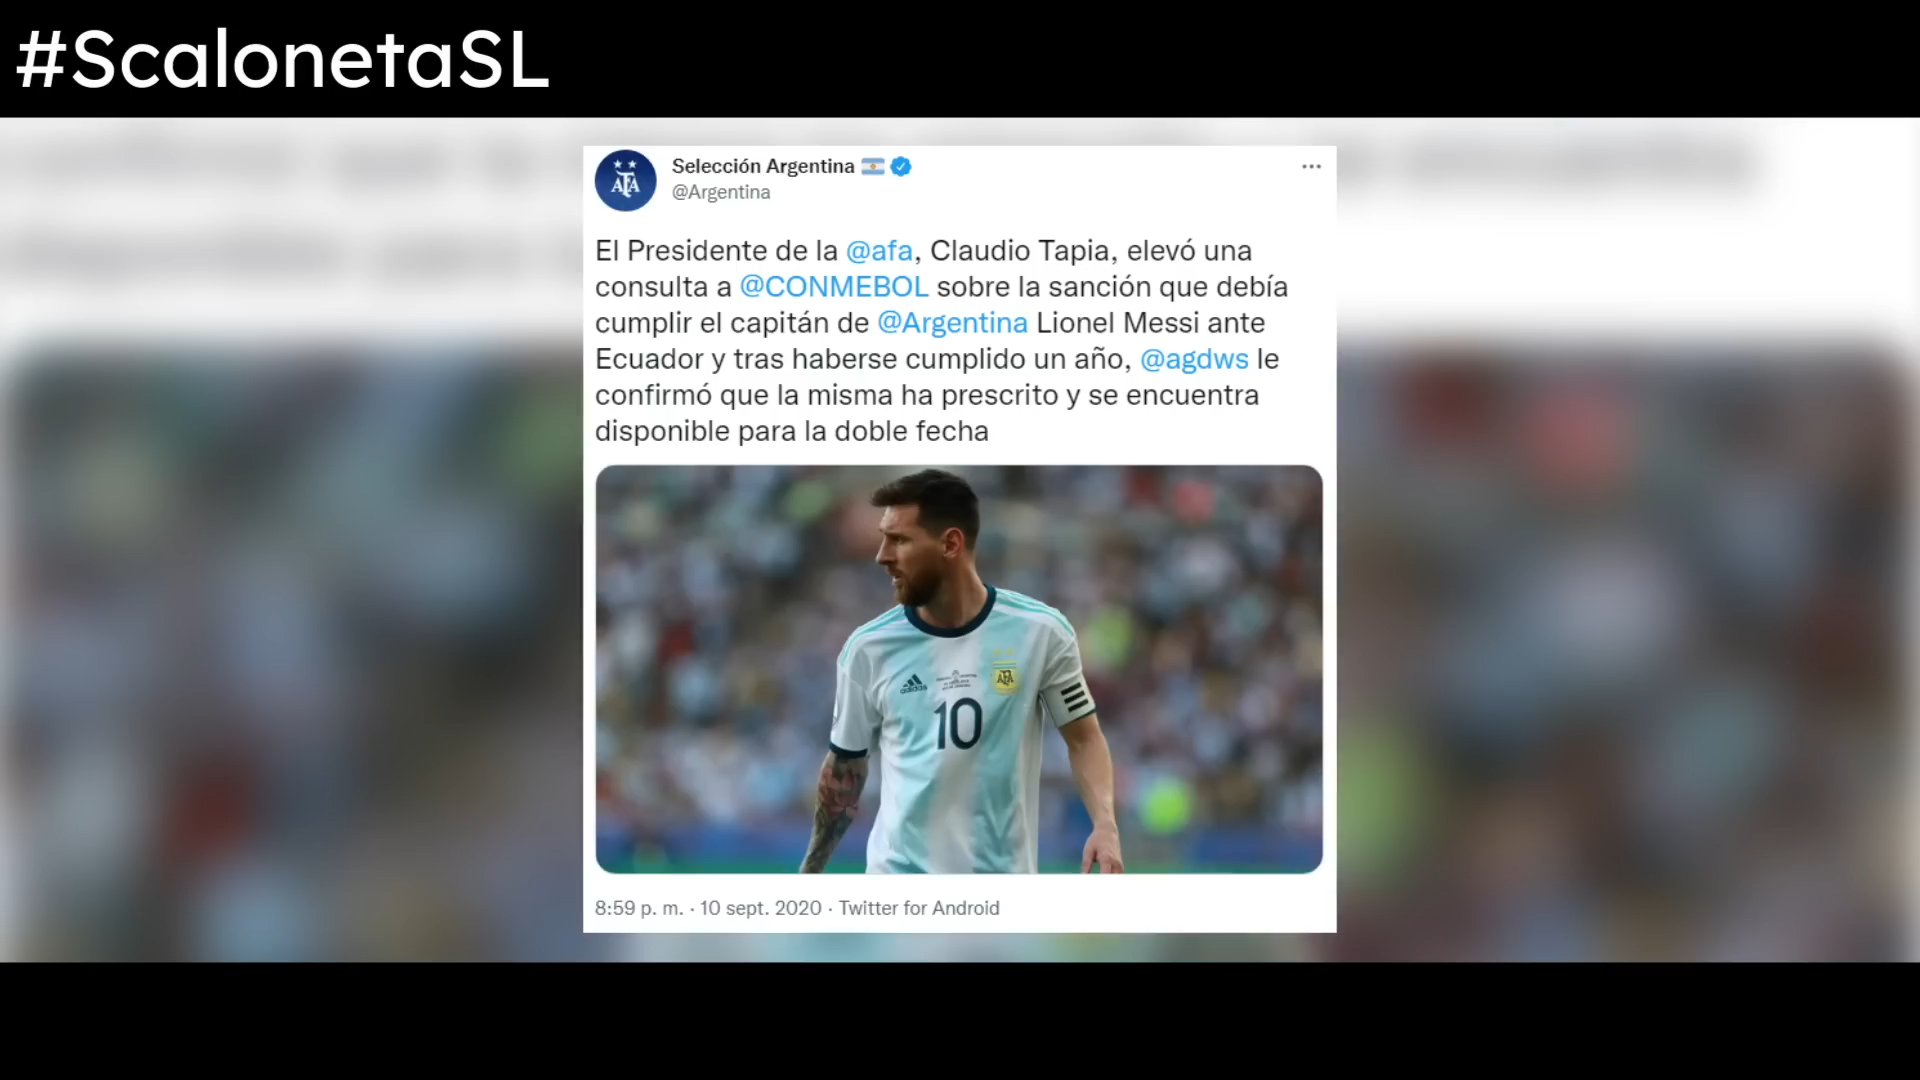 #ScalonetaSL
Selección Argentina
@Argentina
El Presidente de la @afa, Claudio Tapia, elevó una
consulta a @CONMEBOL sobre la sanción que debía
cumplir el capitán de @Argentina Lionel Messi ante
Ecuador y tras haberse cumplido un año, @agdws le
confirmó que la misma ha prescrito y se encuentra
disponible para la doble fecha
adidas
AFA
10
8:59 p. m. · 10 sept. 2020 · Twitter for Android